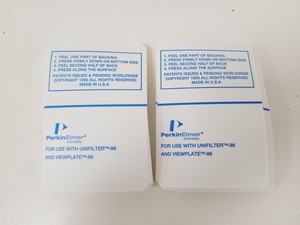 1. PEEL ONE PART OF BACKING
2. PRESS FIRMLY DOWN ON BOTTOM SIDE
3. PEEL SECOND HALF OF BACK
4. PRESS ALONG THE SURFACE
PATENTS ISSUED & PENDING WORLDWIDE
COPYRIGHT 1990 ALL RIGHTS RESERVED
MADE IN U.S.A.
PerkinElmer®
precisely.
FOR USE WITH UNIFILTER™-96
AND VIEWPLATE™-96
1. PEEL ONE PART OF BACKING
2. PRESS FIRMLY DOWN ON BOTTOM SIDE
3. PEEL SECOND HALF OF BACK
4. PRESS ALONG THE SURFACE
PATENTS ISSUED & PENDING WORLDWIDE
COPYRIGHT 1990 ALL RIGHTS RESERVED
MADE IN U.S.A.
PerkinElmer®
precisely.
FOR USE WITH UNIFILTER™-96
AND VIEWPLATE™-96